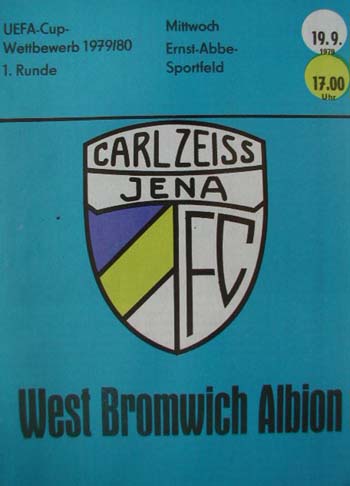 UEFA-Cup-
Wettbewerb 1979/80
1. Runde
Mittwoch
Ernst-Abbe-
Sportfeld
19.9.
1979
17.00
Uhr
CARL ZEISS
JENA
FC
West Bromwich Albion